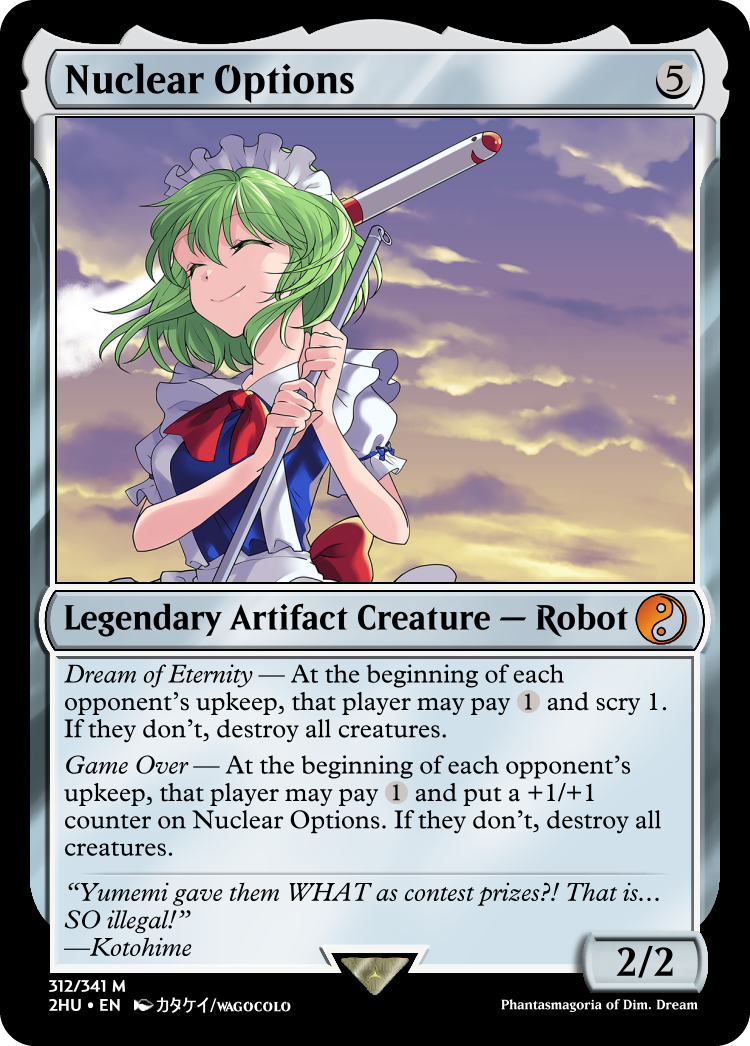 Nuclear Options 5
Legendary Artifact Creature — Robot
Dream of Eternity — At the beginning of each
opponent's upkeep, that player may pay 1 and scry 1.
If they don't, destroy all creatures.
Game Over — At the beginning of each opponent's
upkeep, that player may pay 1 and put a +1/+1
counter on Nuclear Options. If they don't, destroy all
creatures.
“Yumemi gave them WHAT as contest prizes?! That is…
SO illegal!”
—Kotohime
2/2
312/341 M
2HU • EN カタケイ/WAGOCOLO
Phantasmagoria of Dim. Dream